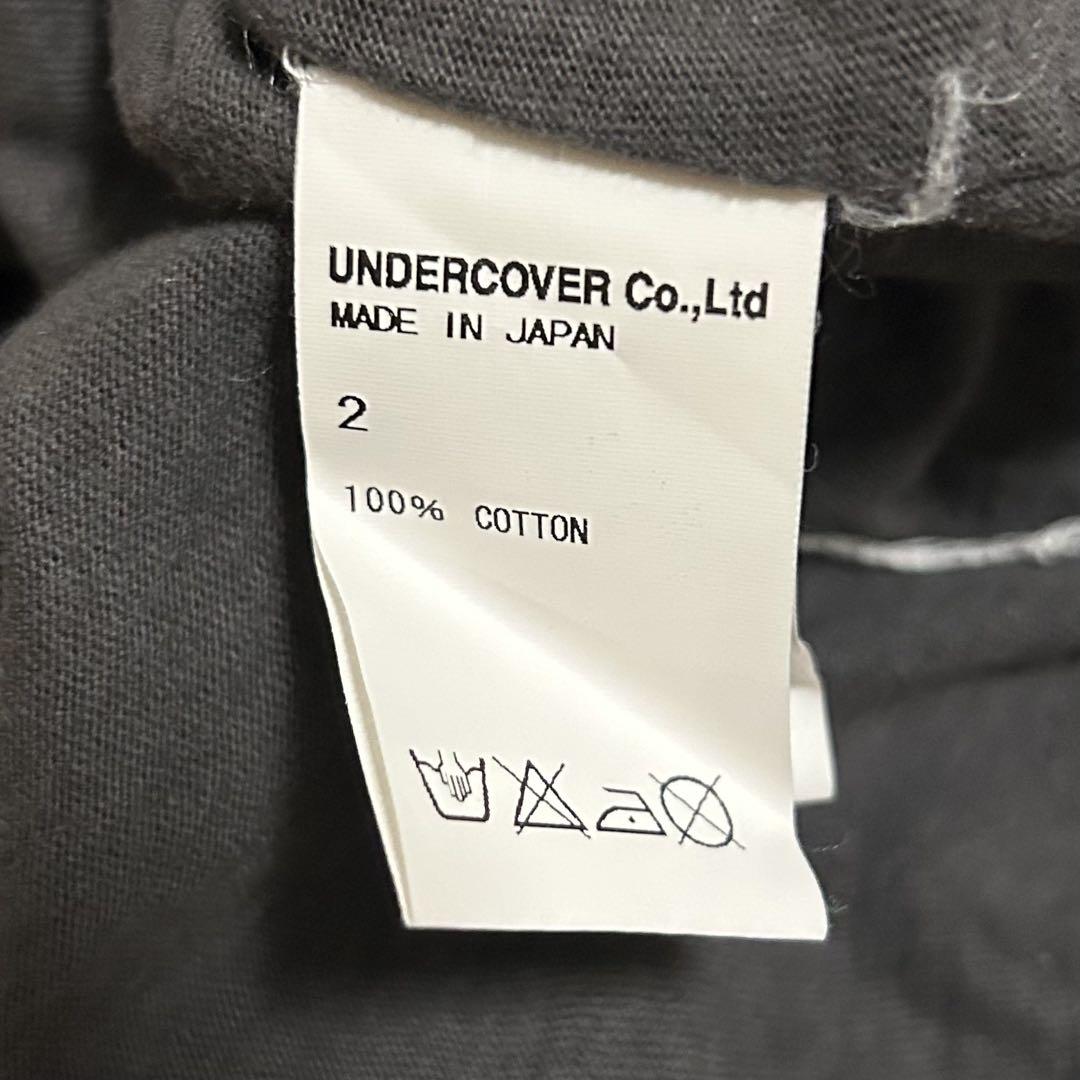 UNDERCOVER Co.,Ltd
MADE IN JAPAN
2
100% COTTON